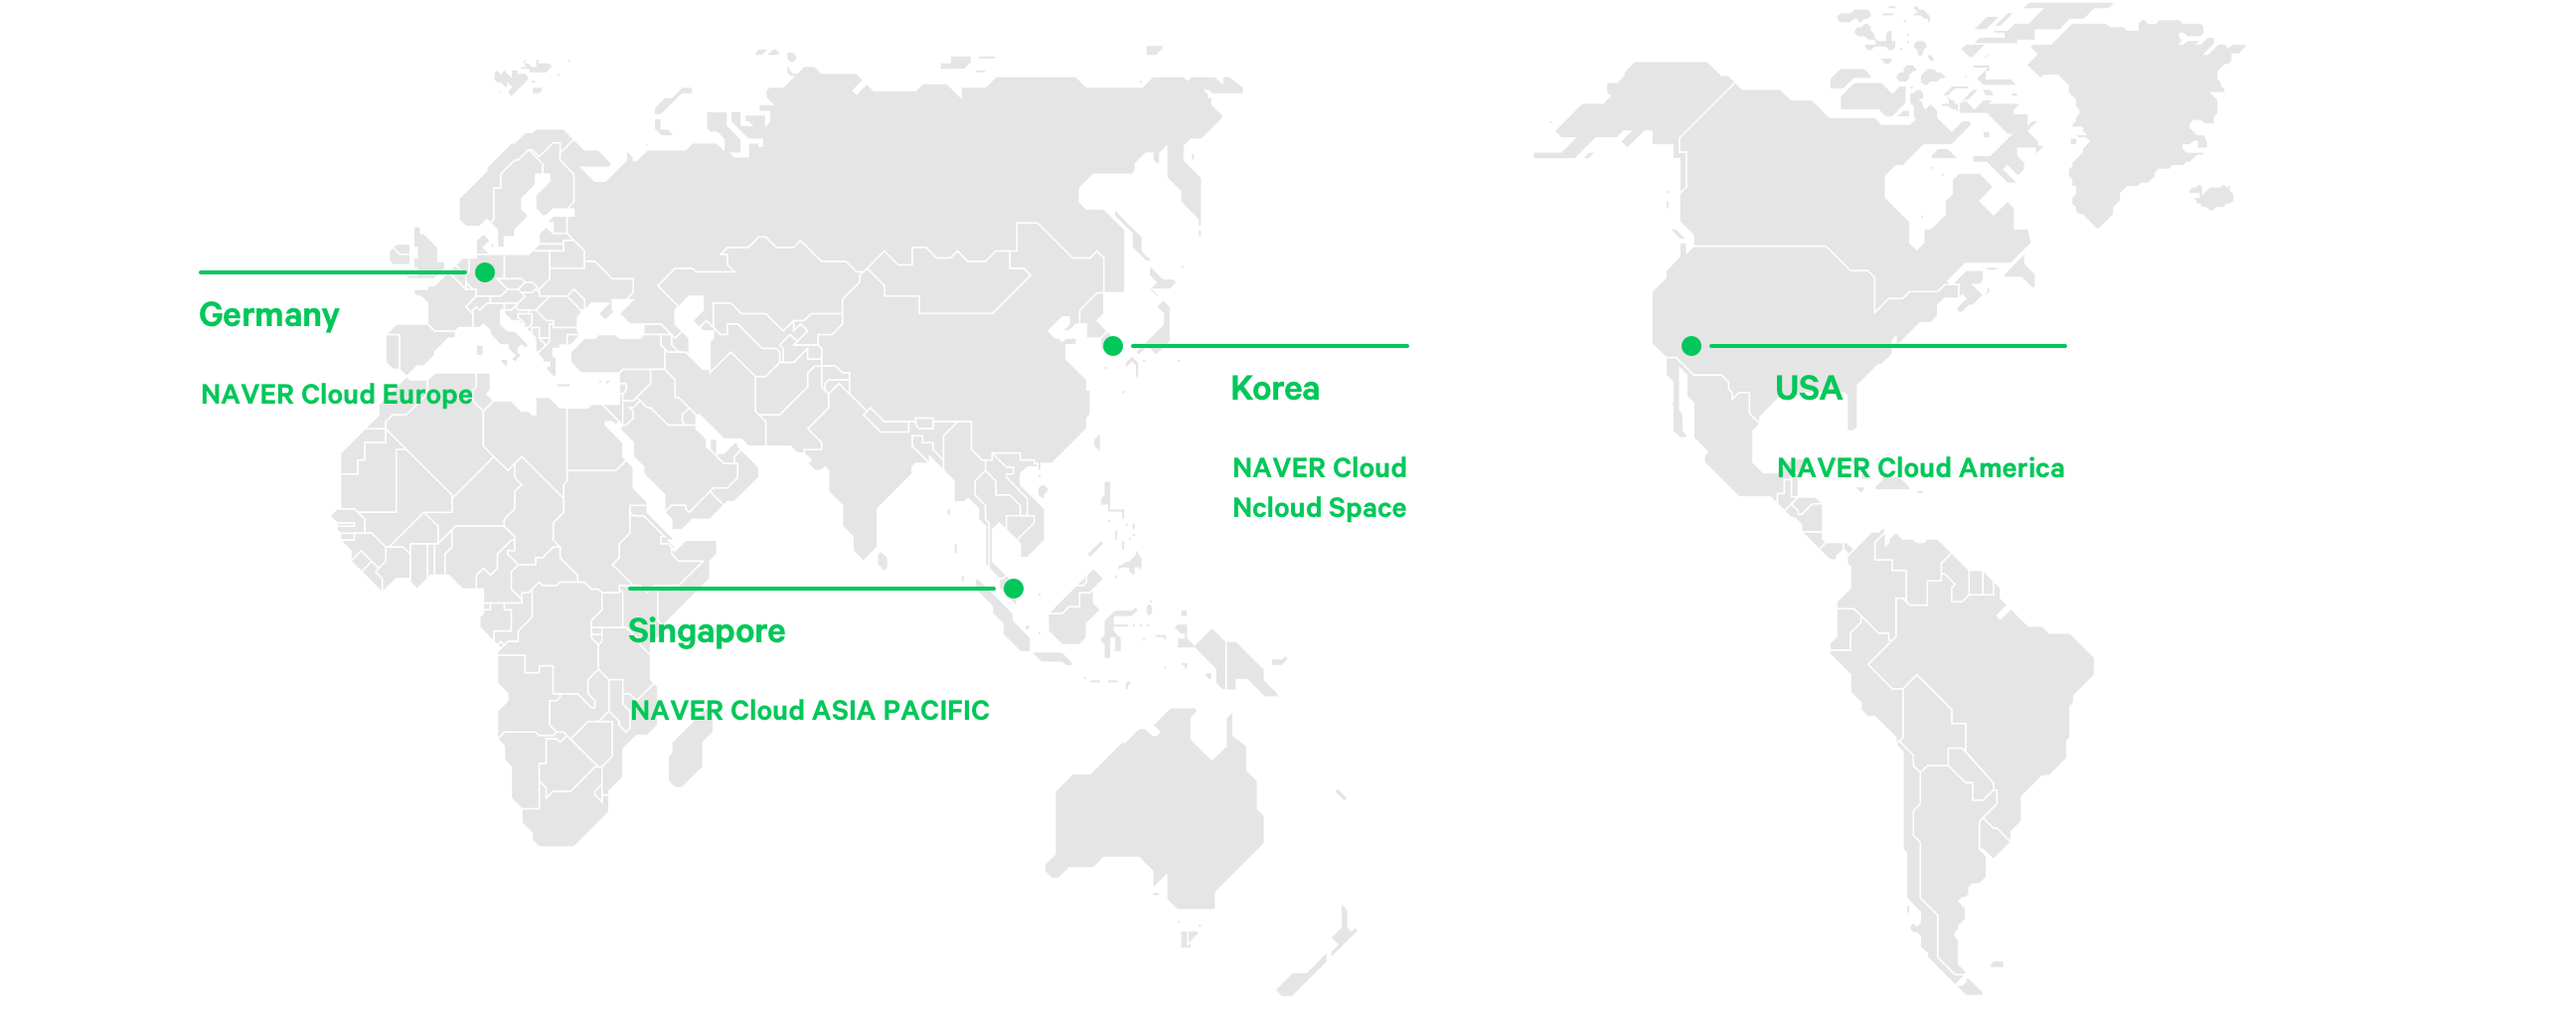 Germany
NAVER Cloud Europe
Korea
NAVER Cloud
Ncloud Space
USA
NAVER Cloud America
Singapore
NAVER Cloud ASIA PACIFIC